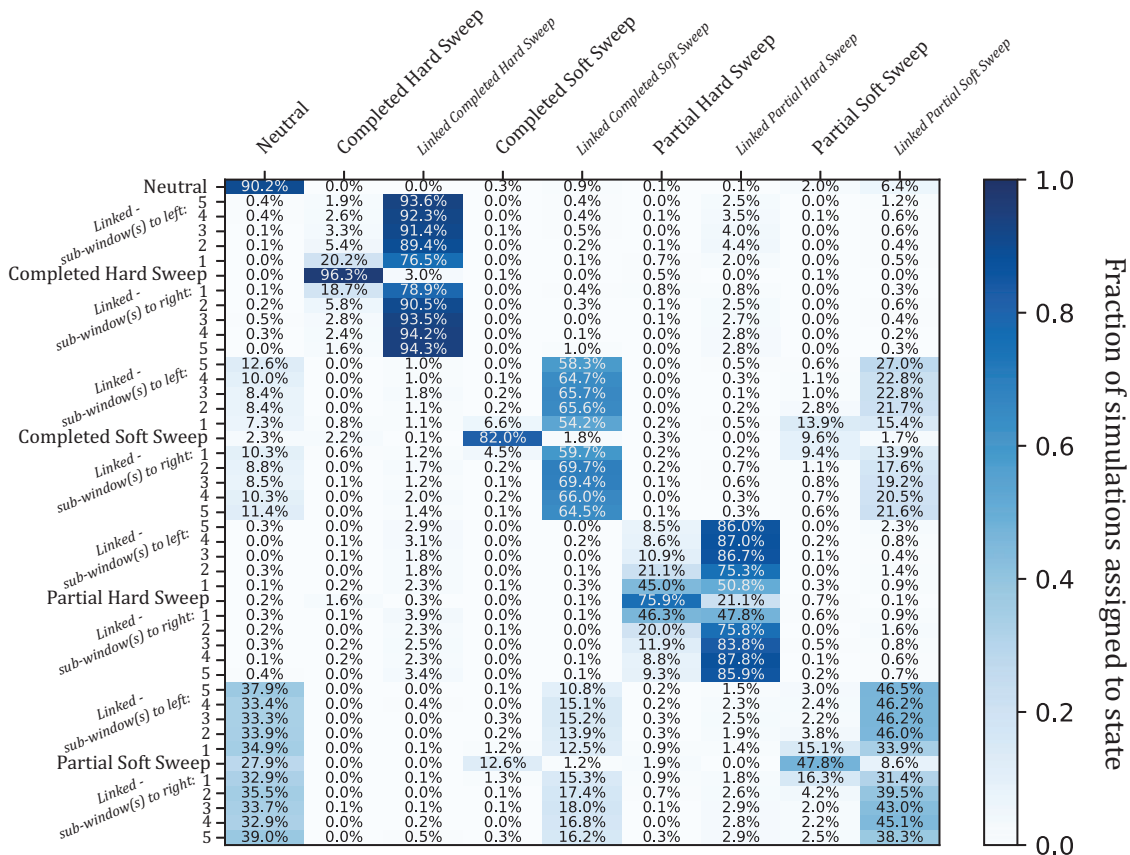 Neutral
Completed Hard Sweep
Linked Completed Hard Sweep
Completed Soft Sweep
Linked Completed Soft Sweep
Partial Hard Sweep
Linked Partial Hard Sweep
Partial Soft Sweep
Linked Partial Soft Sweep
Neutral 90.2% 0.0% 0.0% 0.3% 0.9% 0.1% 0.1% 2.0% 6.4%
Linked -
sub-window(s) to left:
5 0.4% 1.9% 93.6% 0.0% 0.4% 0.0% 2.5% 0.0% 1.2%
4 0.4% 2.6% 92.3% 0.0% 0.4% 0.1% 3.5% 0.1% 0.6%
3 0.1% 3.3% 91.4% 0.1% 0.5% 0.0% 4.0% 0.1% 0.6%
2 0.1% 5.4% 89.4% 0.0% 0.2% 0.1% 4.4% 0.0% 0.4%
1 0.0% 20.2% 76.5% 0.0% 0.1% 0.7% 2.0% 0.0% 0.5%
Completed Hard Sweep 0.0% 96.3% 3.0% 0.1% 0.0% 0.5% 0.0% 0.1% 0.0%
Linked -
sub-window(s) to right:
1 0.1% 18.7% 78.9% 0.0% 0.4% 0.8% 0.8% 0.0% 0.3%
2 0.2% 5.8% 90.5% 0.0% 0.3% 0.1% 2.5% 0.0% 0.6%
3 0.5% 2.8% 93.5% 0.0% 0.0% 0.1% 2.7% 0.0% 0.4%
4 0.3% 2.4% 94.2% 0.0% 0.1% 0.0% 2.8% 0.0% 0.2%
5 0.0% 1.6% 94.3% 0.0% 1.0% 0.0% 2.8% 0.0% 0.3%
Linked -
sub-window(s) to left:
5 12.6% 0.0% 1.0% 0.0% 58.3% 0.0% 0.5% 0.6% 27.0%
4 10.0% 0.0% 1.0% 0.1% 64.7% 0.0% 0.3% 1.1% 22.8%
3 8.4% 0.0% 1.8% 0.2% 65.7% 0.0% 0.1% 1.0% 22.8%
2 8.4% 0.0% 1.1% 0.2% 65.6% 0.0% 0.2% 2.8% 21.7%
1 7.3% 0.8% 1.1% 6.6% 54.2% 0.2% 0.5% 13.9% 15.4%
Completed Soft Sweep 2.3% 2.2% 0.1% 82.0% 1.8% 0.3% 0.0% 9.6% 1.7%
Linked -
sub-window(s) to right:
1 10.3% 0.6% 1.2% 4.5% 59.7% 0.2% 0.2% 9.4% 13.9%
2 8.8% 0.0% 1.7% 0.2% 69.7% 0.2% 0.7% 1.1% 17.6%
3 8.5% 0.1% 1.2% 0.1% 69.4% 0.1% 0.6% 0.8% 19.2%
4 10.3% 0.0% 2.0% 0.2% 66.0% 0.0% 0.3% 0.7% 20.5%
5 11.4% 0.0% 1.4% 0.1% 64.5% 0.1% 0.3% 0.6% 21.6%
Linked -
sub-window(s) to left:
5 0.3% 0.0% 2.9% 0.0% 0.0% 8.5% 86.0% 0.0% 2.3%
4 0.0% 0.1% 3.1% 0.0% 0.2% 8.6% 87.0% 0.2% 0.8%
3 0.0% 0.1% 1.8% 0.0% 0.0% 10.9% 86.7% 0.1% 0.4%
2 0.3% 0.0% 1.8% 0.0% 0.1% 21.1% 75.3% 0.0% 1.4%
1 0.1% 0.2% 2.3% 0.1% 0.3% 45.0% 50.8% 0.3% 0.9%
Partial Hard Sweep 0.2% 1.6% 0.3% 0.0% 0.1% 75.9% 21.1% 0.7% 0.1%
Linked -
sub-window(s) to right:
1 0.3% 0.1% 3.9% 0.0% 0.1% 46.3% 47.8% 0.6% 0.9%
2 0.2% 0.0% 2.3% 0.1% 0.0% 20.0% 75.8% 0.0% 1.6%
3 0.3% 0.2% 2.5% 0.0% 0.1% 11.9% 83.8% 0.5% 0.8%
4 0.1% 0.2% 2.3% 0.0% 0.1% 8.8% 87.8% 0.1% 0.6%
5 0.4% 0.0% 3.4% 0.0% 0.1% 9.3% 85.9% 0.2% 0.7%
Linked -
sub-window(s) to left:
5 37.9% 0.0% 0.0% 0.1% 10.8% 0.2% 1.5% 3.0% 46.5%
4 33.4% 0.0% 0.4% 0.0% 15.1% 0.2% 2.3% 2.4% 46.2%
3 33.3% 0.0% 0.0% 0.2% 15.2% 0.3% 2.5% 2.2% 46.2%
2 33.9% 0.0% 0.0% 0.2% 13.9% 0.3% 1.9% 3.8% 46.0%
1 34.9% 0.0% 0.1% 1.2% 12.5% 0.9% 1.4% 15.1% 33.9%
Partial Soft Sweep 27.9% 0.0% 0.0% 12.6% 1.2% 1.9% 0.0% 47.8% 8.6%
Linked -
sub-window(s) to right:
1 32.9% 0.0% 0.1% 1.3% 15.3% 0.9% 1.8% 16.3% 31.4%
2 35.5% 0.0% 0.1% 0.0% 17.4% 0.7% 2.6% 4.2% 39.5%
3 33.7% 0.1% 0.1% 0.1% 18.0% 0.1% 2.9% 2.0% 43.0%
4 32.9% 0.0% 0.2% 0.0% 16.8% 0.0% 2.8% 2.2% 45.1%
5 39.0% 0.0% 0.5% 0.3% 16.2% 0.3% 2.9% 2.5% 38.3%
1.0
0.8
0.6
0.4
0.2
0.0
Fraction of simulations assigned to state